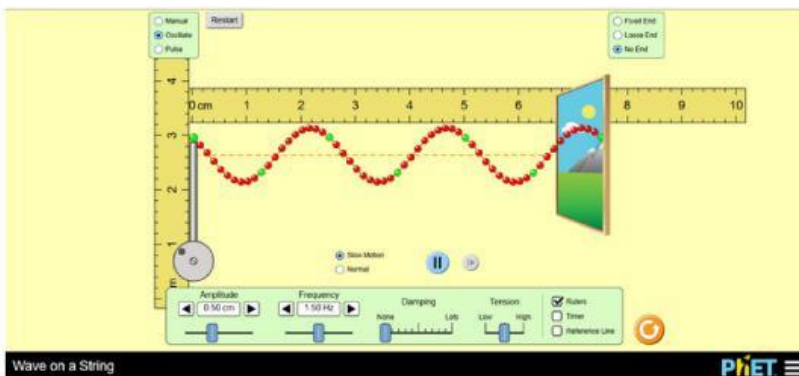 Manual
Oscillate
Pulse
Restart
Fixed End
Loose End
No End
4
3
2
1
0 cm 1 2 3 4 5 6 7 8 9 10
Slow Motion
Normal
Amplitude
0.50 cm
Frequency
1.50 Hz
Damping
None Lots
Tension
Low High
Rulers
Timer
Reference Line
Wave on a String
PhET